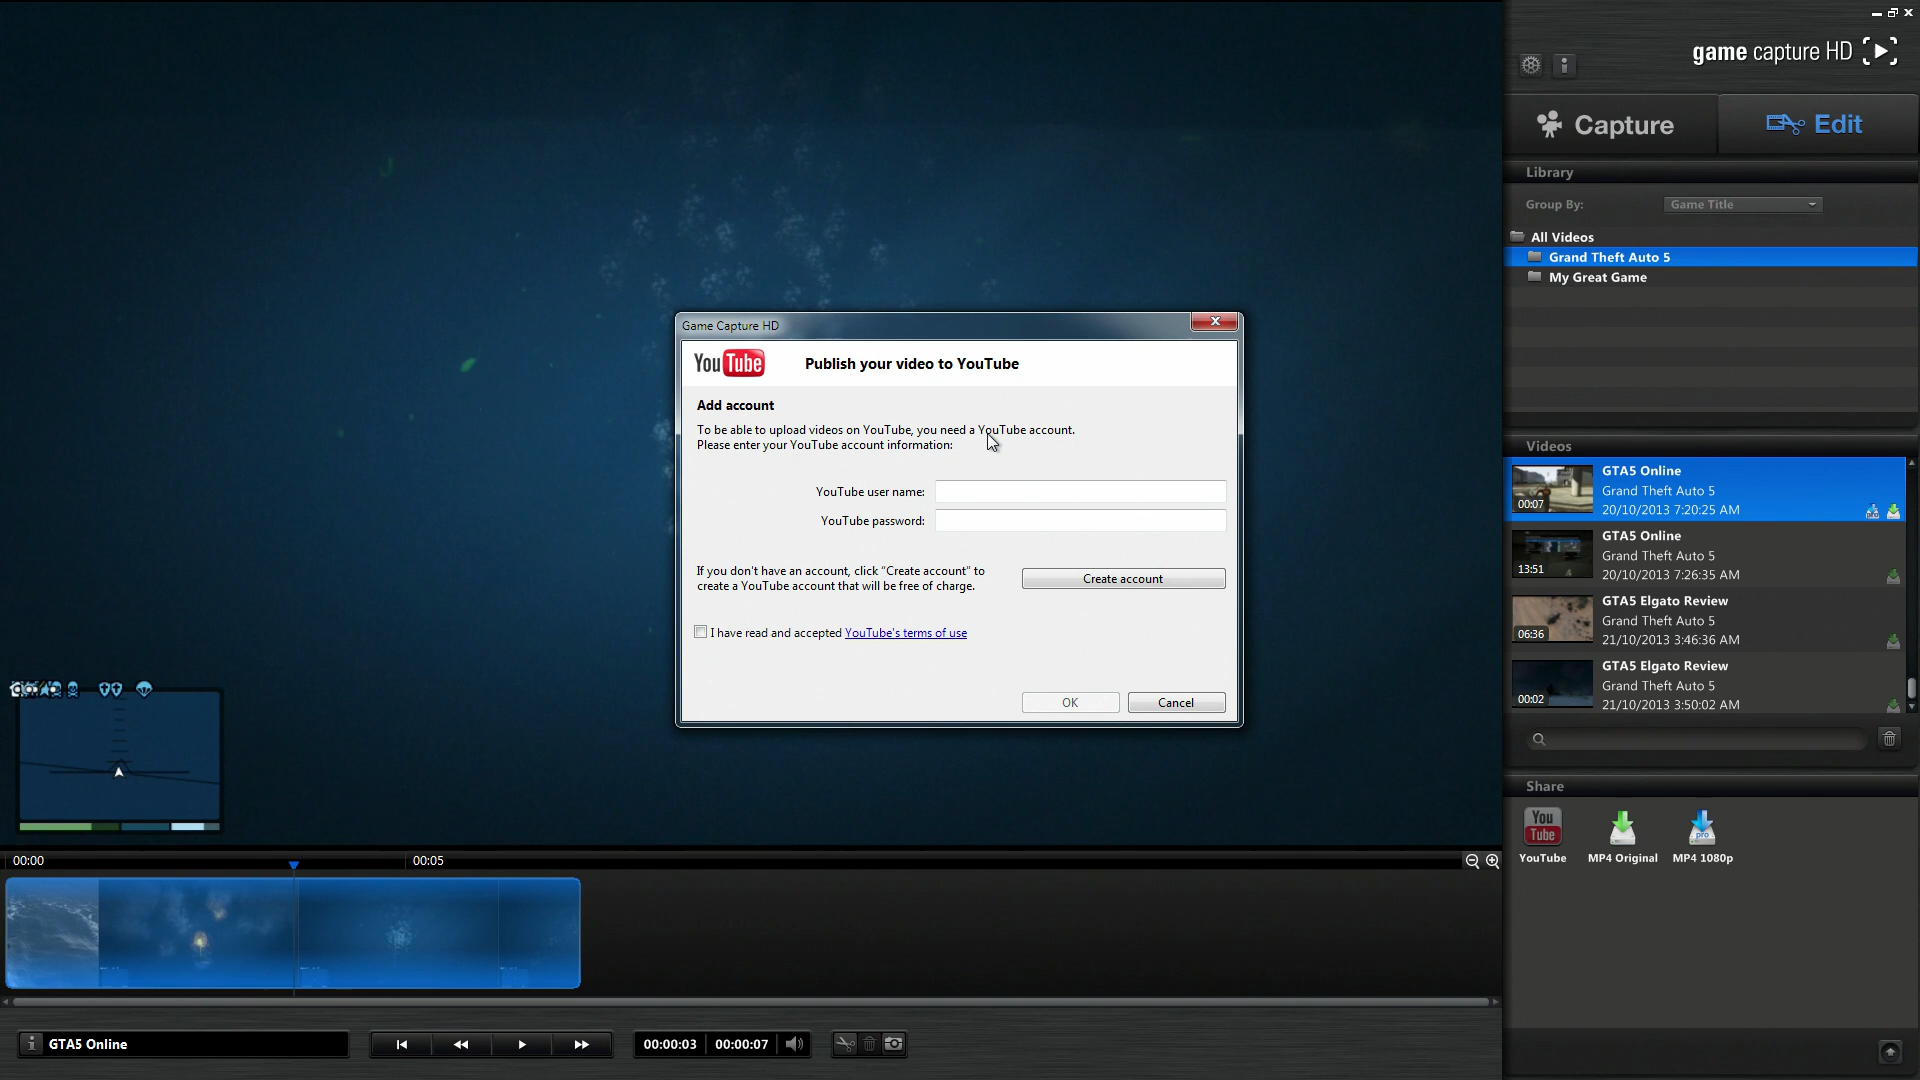 game capture HD
Capture
Edit
Library
Group By:
Game Title
All Videos
Grand Theft Auto 5
My Great Game
Game Capture HD
YouTube
Publish your video to YouTube
Add account
To be able to upload videos on YouTube, you need a YouTube account.
Please enter your YouTube account information:
YouTube user name:
YouTube password:
If you don't have an account, click "Create account" to
create a YouTube account that will be free of charge.
Create account
I have read and accepted YouTube's terms of use
OK
Cancel
Videos
00:07
GTA5 Online
Grand Theft Auto 5
20/10/2013 7:20:25 AM
13:51
GTA5 Online
Grand Theft Auto 5
20/10/2013 7:26:35 AM
06:36
GTA5 Elgato Review
Grand Theft Auto 5
21/10/2013 3:46:36 AM
00:02
GTA5 Elgato Review
Grand Theft Auto 5
21/10/2013 3:50:02 AM
Share
You
Tube
pro
YouTube
MP4 Original
MP4 1080p
00:00
00:05
GTA5 Online
00:00:03
00:00:07